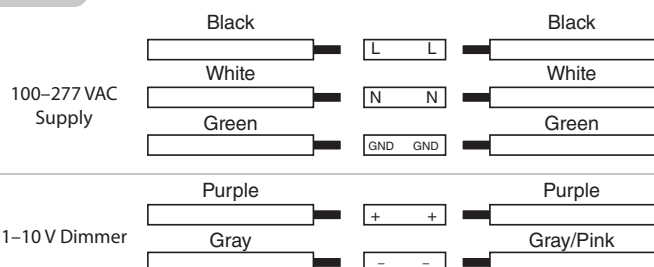 Black Black
L L
White White
100–277 VAC
Supply
N N
Green Green
GND GND
Purple Purple
+ +
1–10 V Dimmer
Gray Gray/Pink
– –